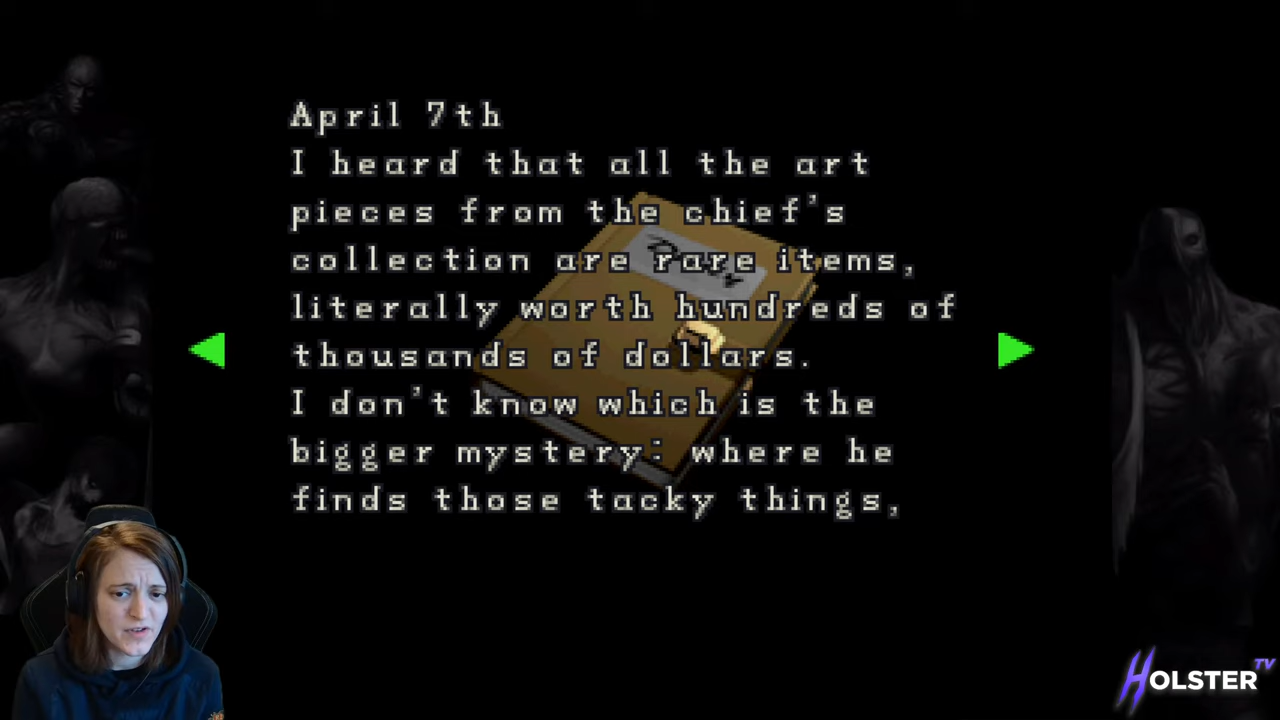 April 7th
I heard that all the art
pieces from the chief's
collection are rare items,
literally worth hundreds of
thousands of dollars.
I don't know which is the
bigger mystery: where he
finds those tacky things,
Diary
HOLSTER TV